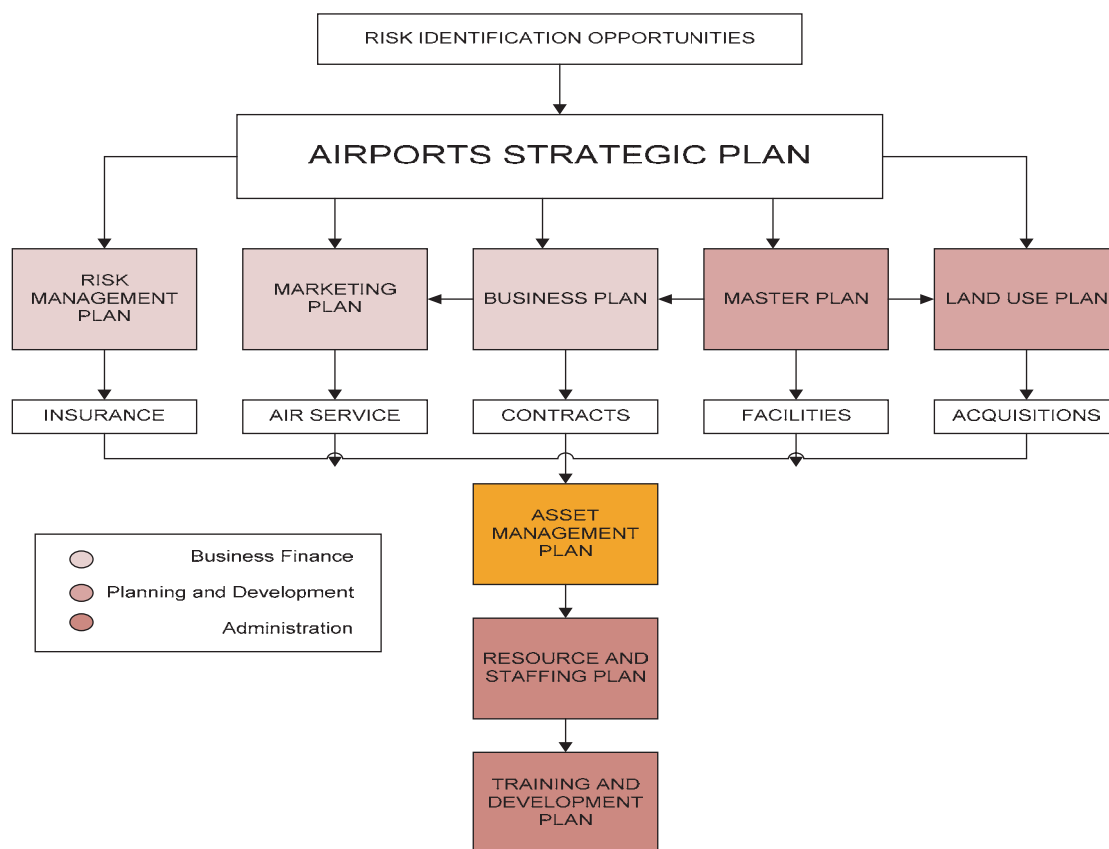 RISK IDENTIFICATION OPPORTUNITIES
AIRPORTS STRATEGIC PLAN
RISK
MANAGEMENT
PLAN
MARKETING
PLAN
BUSINESS PLAN
MASTER PLAN
LAND USE PLAN
INSURANCE
AIR SERVICE
CONTRACTS
FACILITIES
ACQUISITIONS
ASSET
MANAGEMENT
PLAN
Business Finance
Planning and Development
Administration
RESOURCE AND
STAFFING PLAN
TRAINING AND
DEVELOPMENT
PLAN